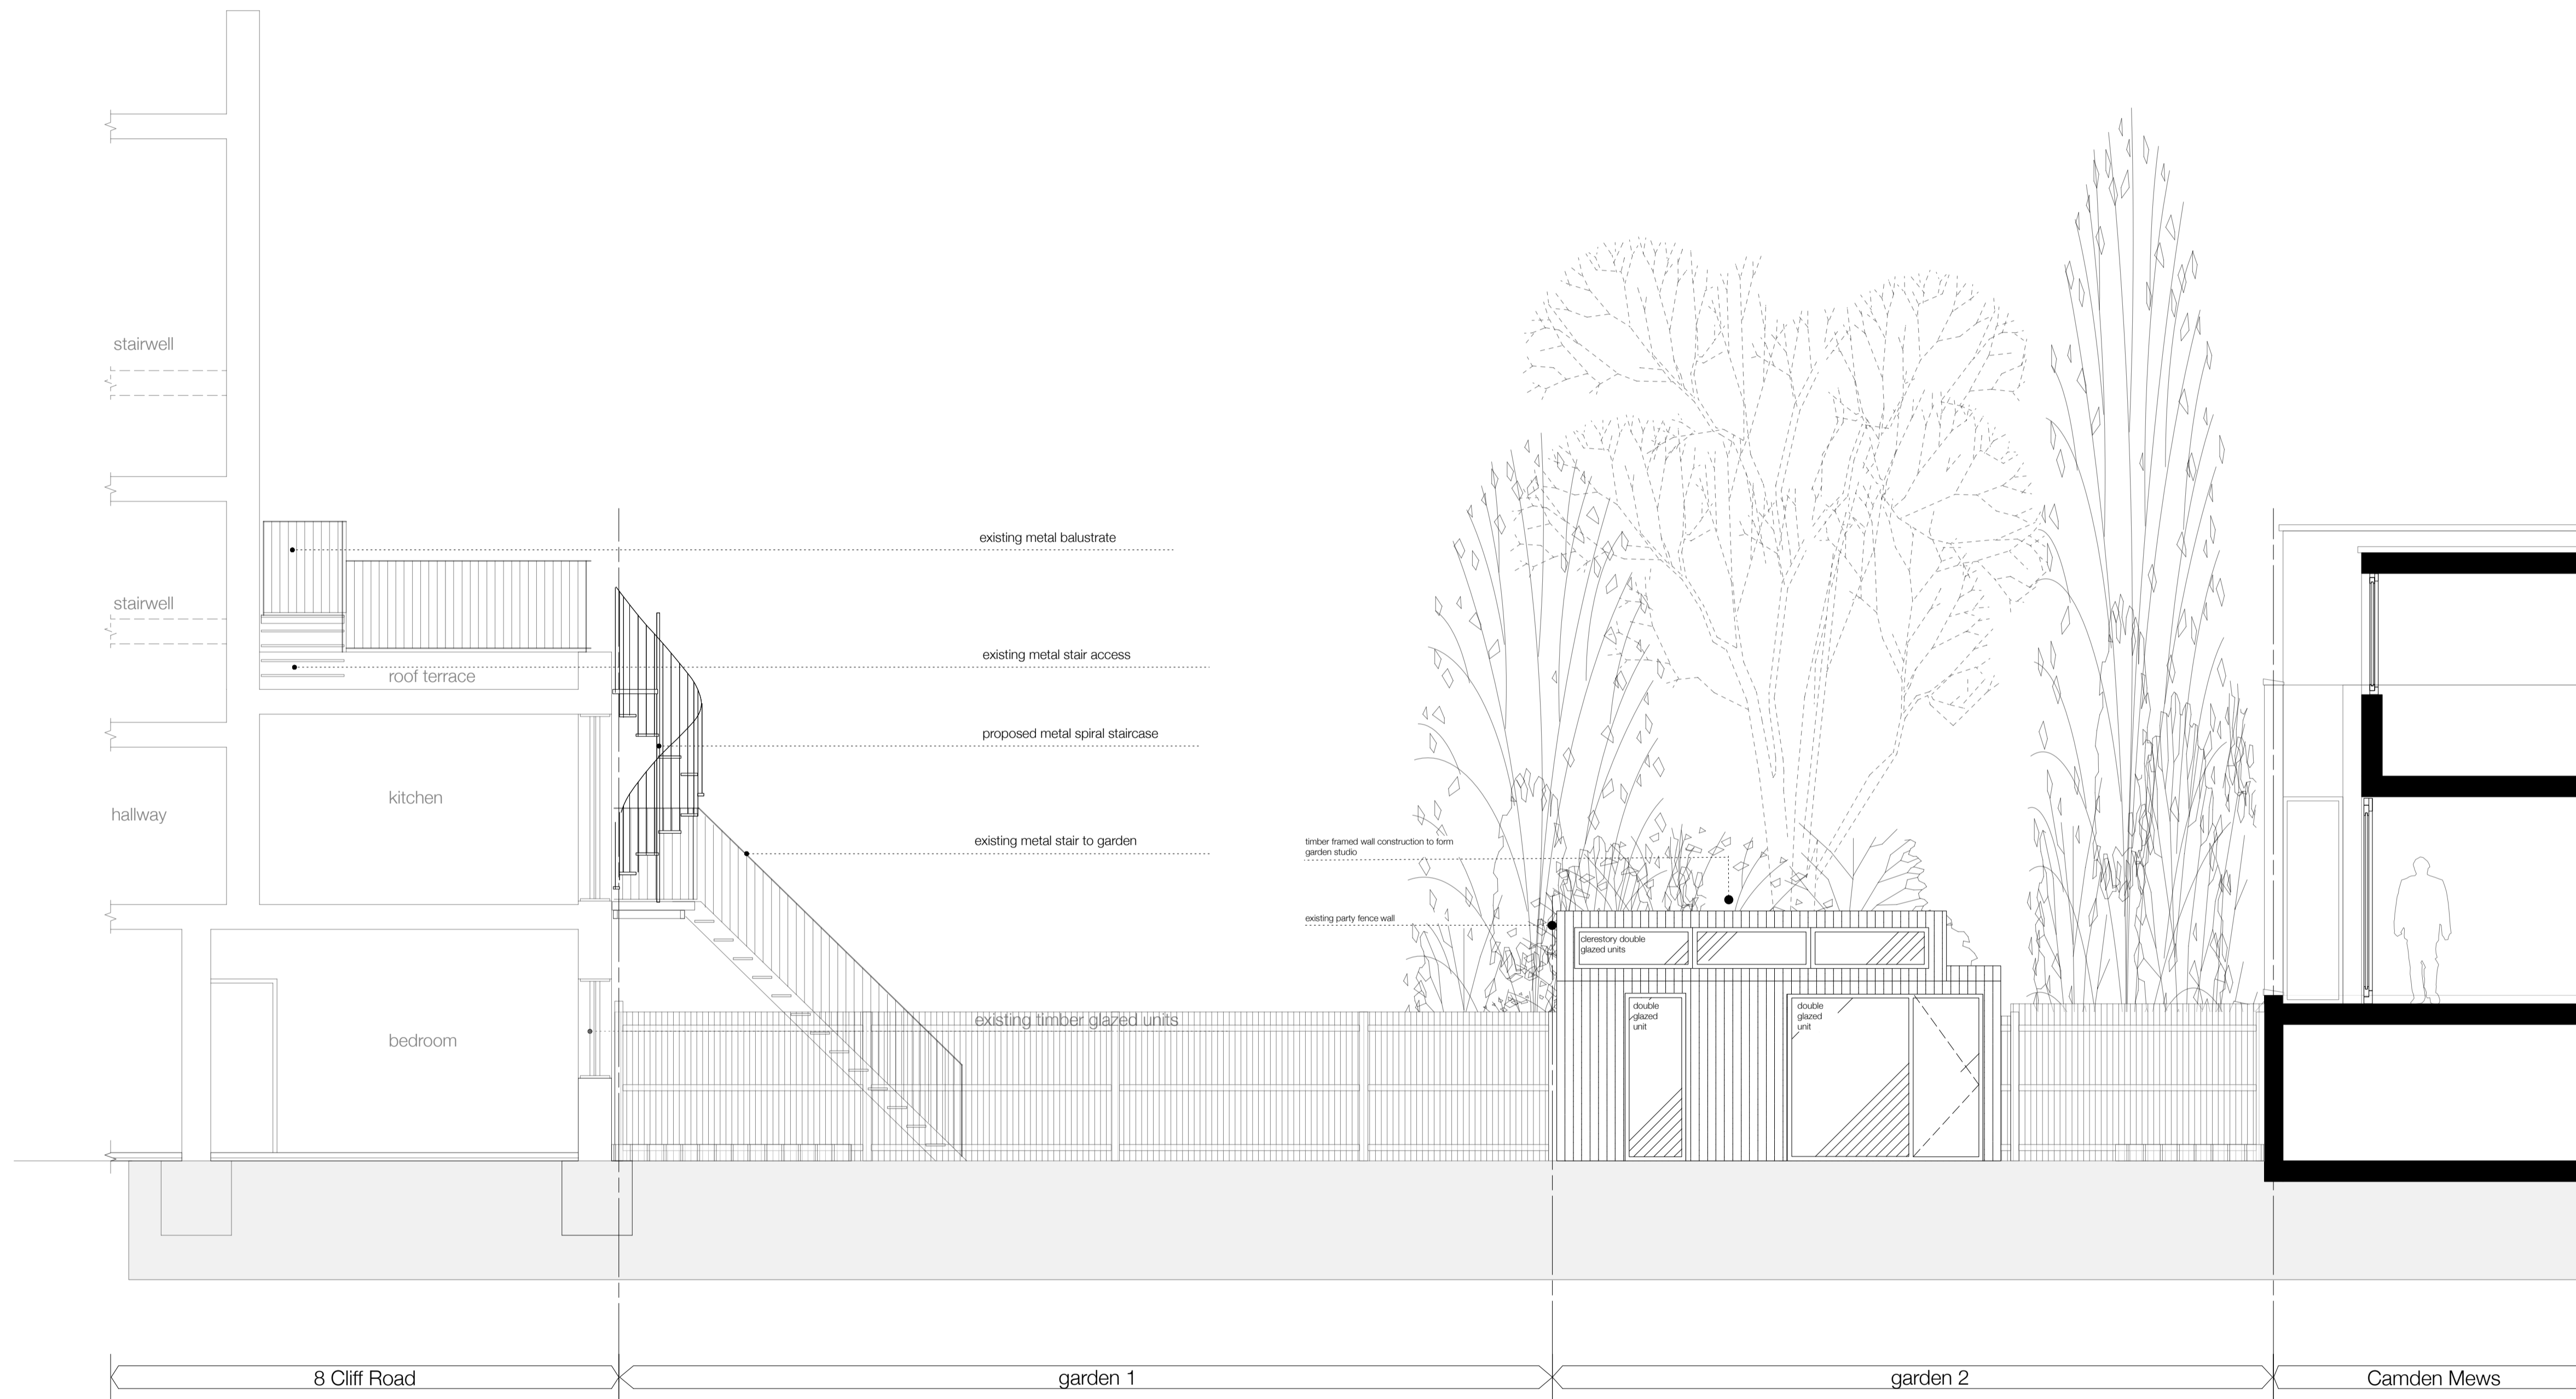 stairwell
existing metal balustrate
stairwell
existing metal stair access
roof terrace
proposed metal spiral staircase
kitchen
hallway
existing metal stair to garden
timber framed wall construction to form
garden studio
existing party fence wall
clerestory double
glazed units
double
glazed
unit
double
glazed
unit
existing timber glazed units
bedroom
8 Cliff Road
garden 1
garden 2
Camden Mews